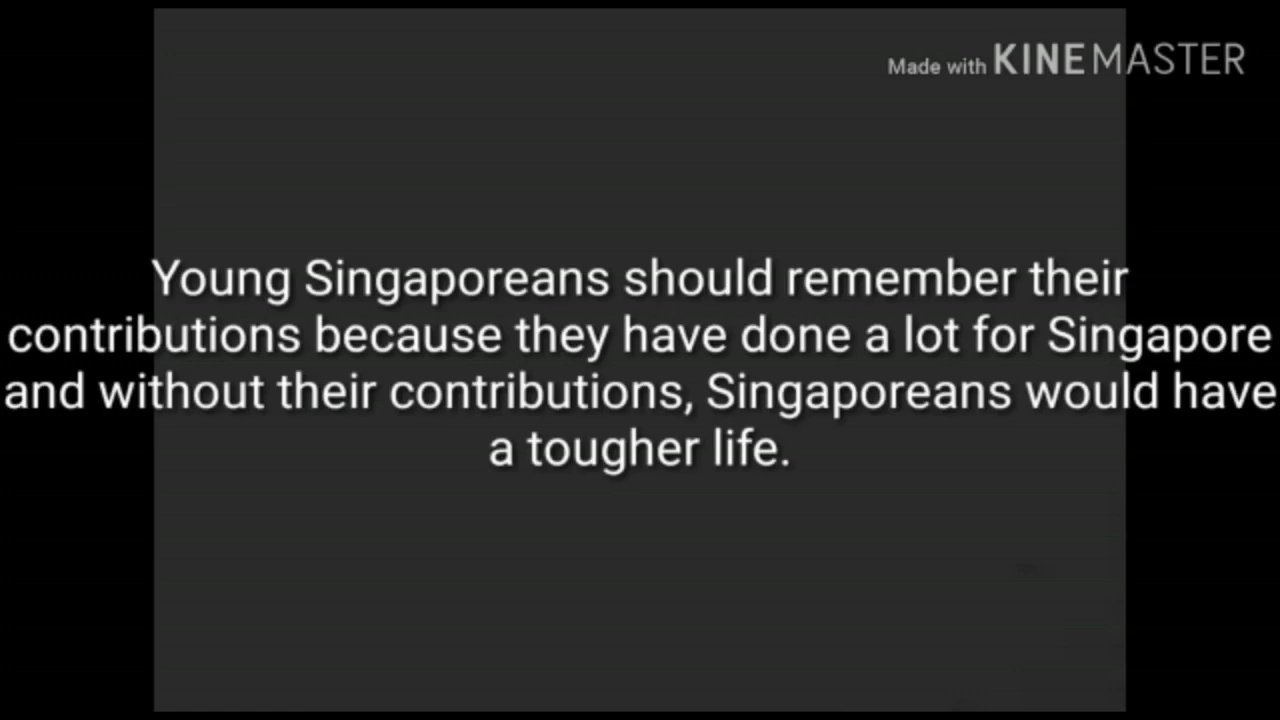 Made with KINEMASTER
Young Singaporeans should remember their
contributions because they have done a lot for Singapore
and without their contributions, Singaporeans would have
a tougher life.